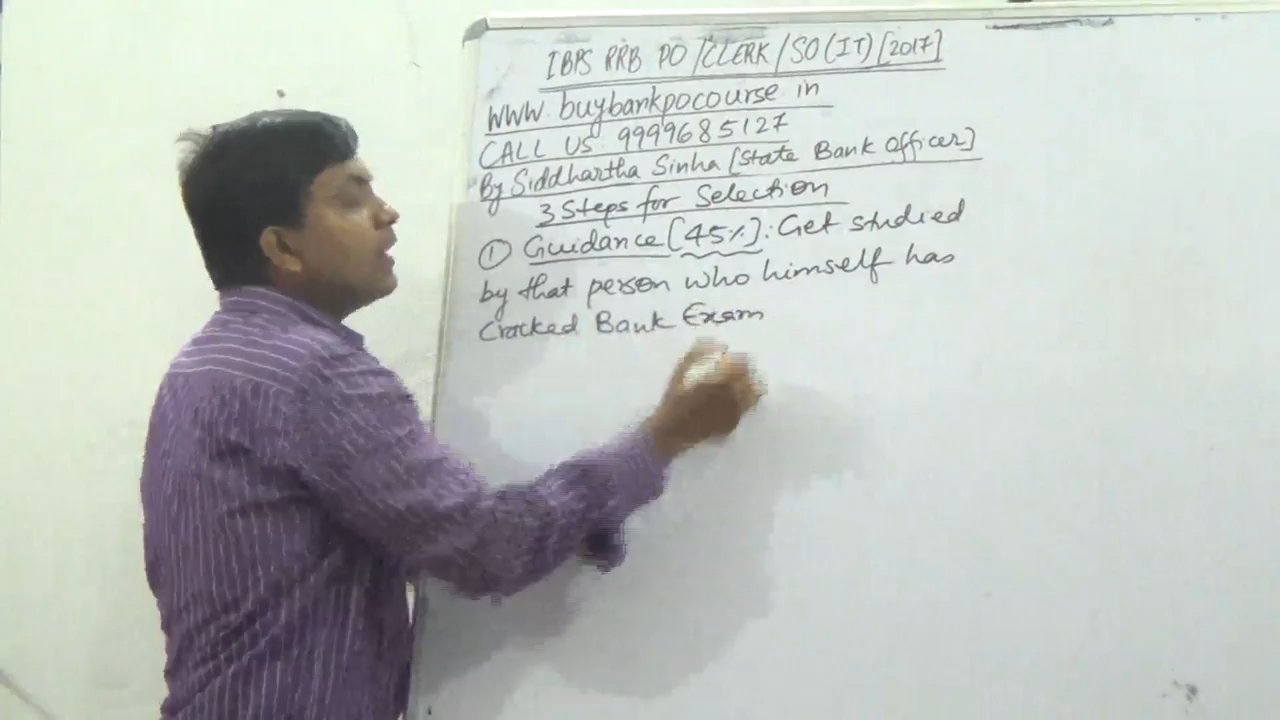 IBPS RRB PO/CLERK/SO(IT)[2017]
WWW.buybankpocourse in
CALL US 9999685127
By Siddhartha Sinha [State Bank officer]
3 Steps for Selection
① Guidance [45%]: Get studied
by that person who himself has
Cracked Bank Exam